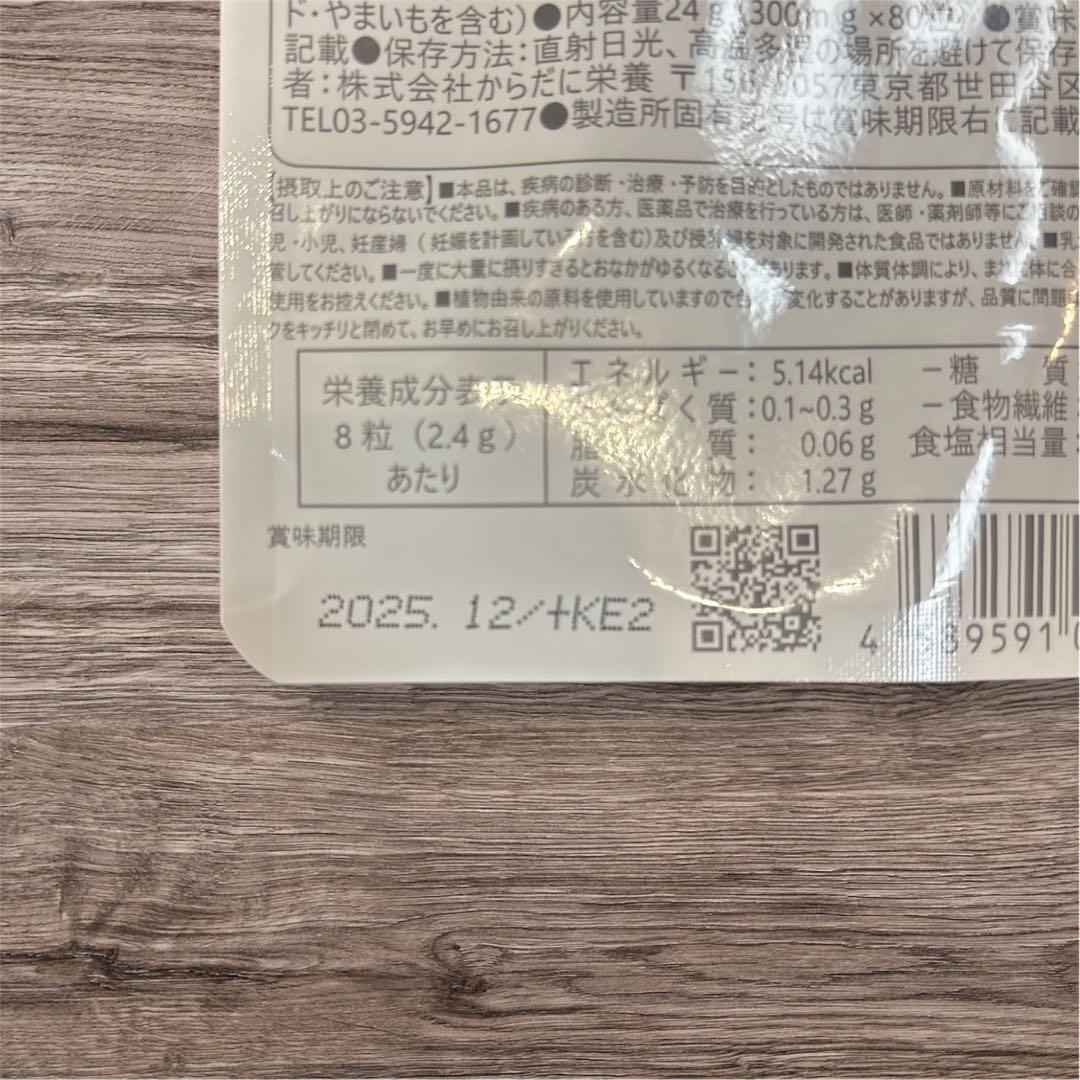 ド・やまいもを含む)●内容量24g(300mg×80粒)●賞味
記載●保存方法:直射日光、高温多湿の場所を避けて保存
者:株式会社からだに栄養 〒156-0057東京都世田谷区
TEL03-5942-1677●製造所固有記号は賞味期限右に記載
【摂取上のご注意】■本品は、疾病の診断・治療・予防を目的としたものではありません。■原材料をご確認
召し上がりにならないでください。■疾病のある方、医薬品で治療を行っている方は、医師・薬剤師等にご相談の
児・小児、妊産婦(妊娠を計画している方を含む)及び授乳婦を対象に開発された食品ではありません。■乳
置してください。■一度に大量に摂りすぎるとおなかがゆるくなることがあります。■体質体調により、まれに体に合
使用をお控えください。■植物由来の原料を使用していますので色が変化することがありますが、品質に問題は
クをキッチリと閉めて、お早めにお召し上がりください。
栄養成分表示
8粒(2.4g)
あたり
エネルギー:5.14kcal
たんぱく質:0.1~0.3g
脂質:0.06g
炭水化物:1.27g
−糖質
−食物繊維:
食塩相当量:
賞味期限
2025. 12/+KE2
4 59591